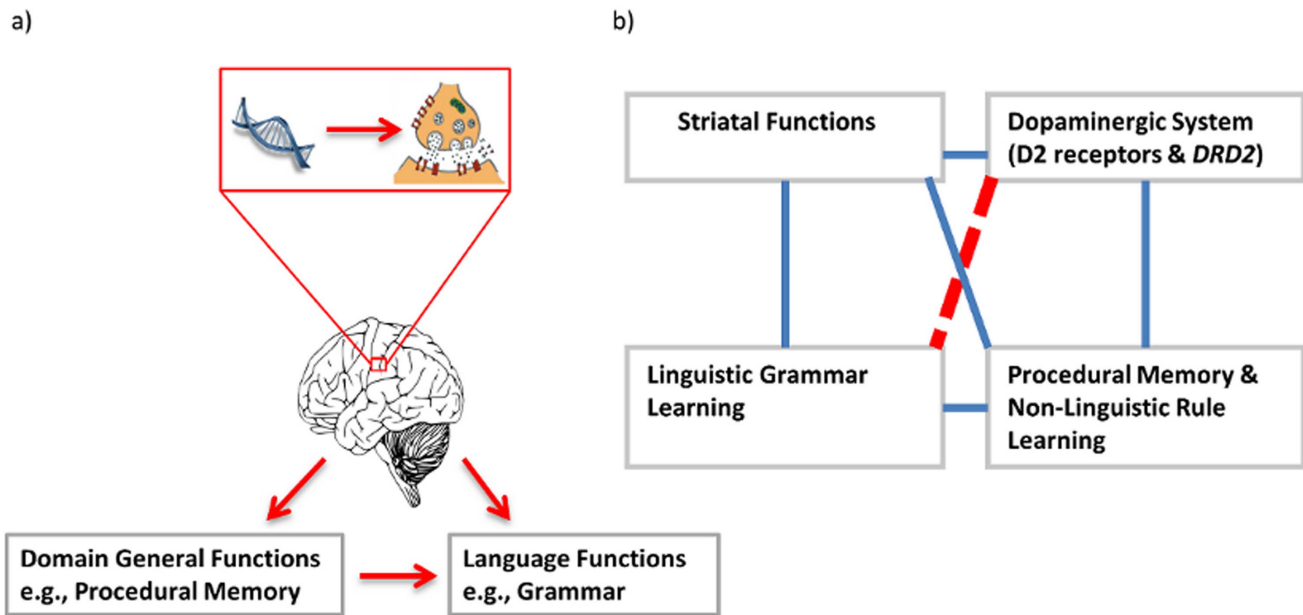 a)
b)
Striatal Functions
Dopaminergic System
(D2 receptors & DRD2)
Linguistic Grammar
Learning
Procedural Memory &
Non-Linguistic Rule
Learning
Domain General Functions
e.g., Procedural Memory
Language Functions
e.g., Grammar